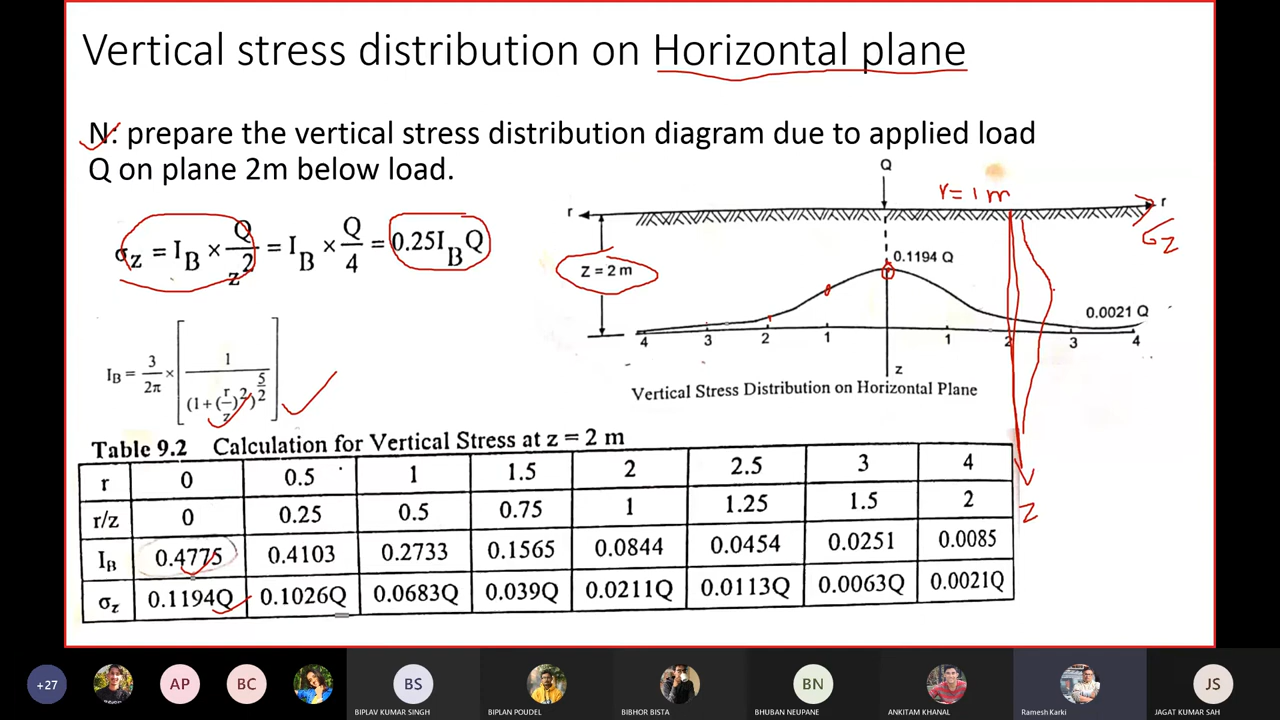 Vertical stress distribution on Horizontal plane
N: prepare the vertical stress distribution diagram due to applied load
Q on plane 2m below load.
σz = I_B × Q/z² = I_B × Q/4 = 0.25I_BQ
I_B = 3/2π × [1/(1+(r/z)²)^(5/2)]
Q
r = 1 m
r
r
σz
Z = 2 m
0.1194 Q
0.0021 Q
4 3 2 1 1 2 3 4
z
Vertical Stress Distribution on Horizontal Plane
z
Table 9.2 Calculation for Vertical Stress at z = 2 m
r 0 0.5 1 1.5 2 2.5 3 4
r/z 0 0.25 0.5 0.75 1 1.25 1.5 2
I_B 0.4775 0.4103 0.2733 0.1565 0.0844 0.0454 0.0251 0.0085
σz 0.1194Q 0.1026Q 0.0683Q 0.039Q 0.0211Q 0.0113Q 0.0063Q 0.0021Q
+27 AP BC BS BN JS
BIPLAV KUMAR SINGH BIPLAN POUDEL BIBHOR BISTA BHUBAN NEUPANE ANKITAM KHANAL Ramesh Karki JAGAT KUMAR SAH